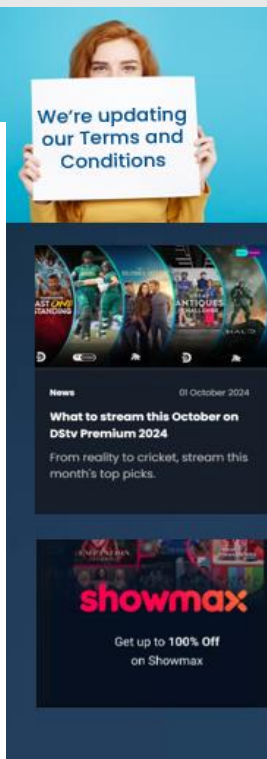 We're updating
our Terms and
Conditions
LAST ONE
STANDING
ANTIQUES
CHALLENGE
HALO
News
01 October 2024
What to stream this October on
DStv Premium 2024
From reality to cricket, stream this
month's top picks.
TEMPTATION
showmax
Get up to 100% Off
on Showmax